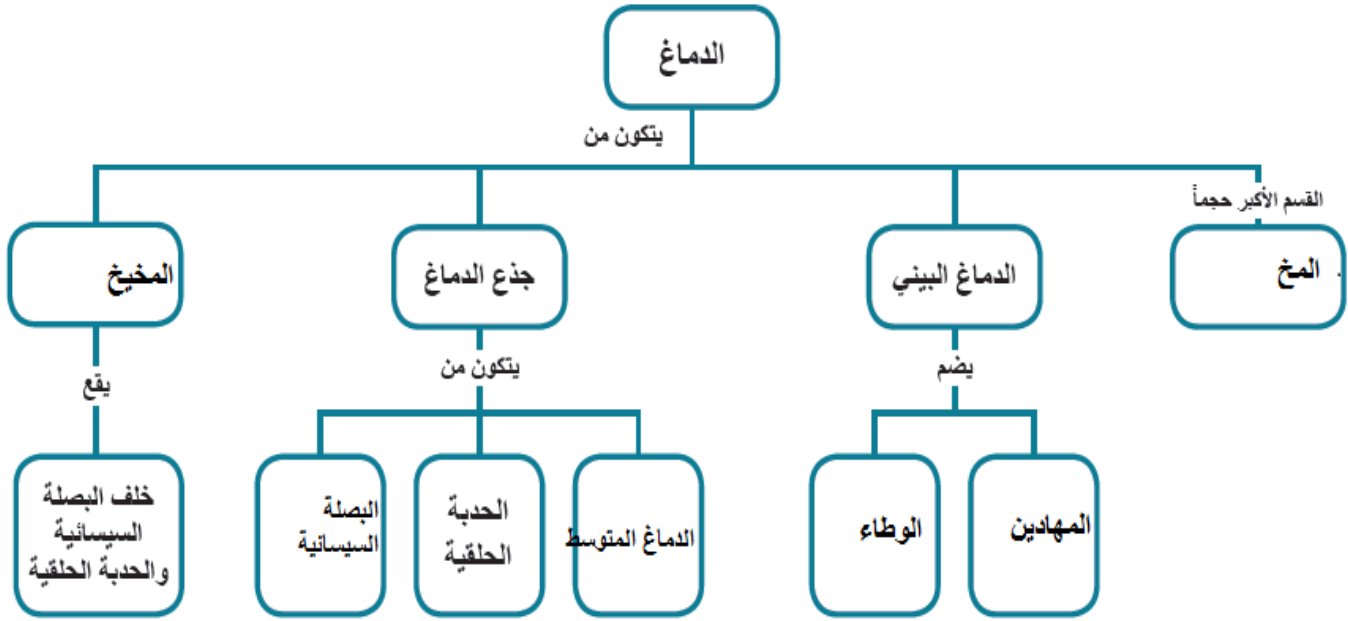 الدماغ
يتكون من
القسم الأكبر حجماً
المخ
الدماغ البيني
جذع الدماغ
المخيخ
يضم
يتكون من
يقع
المهادين
الوطاء
الدماغ المتوسط
الحدبة
الحلقية
البصلة
السيسائية
خلف البصلة
السيسائية
والحدبة الحلقية